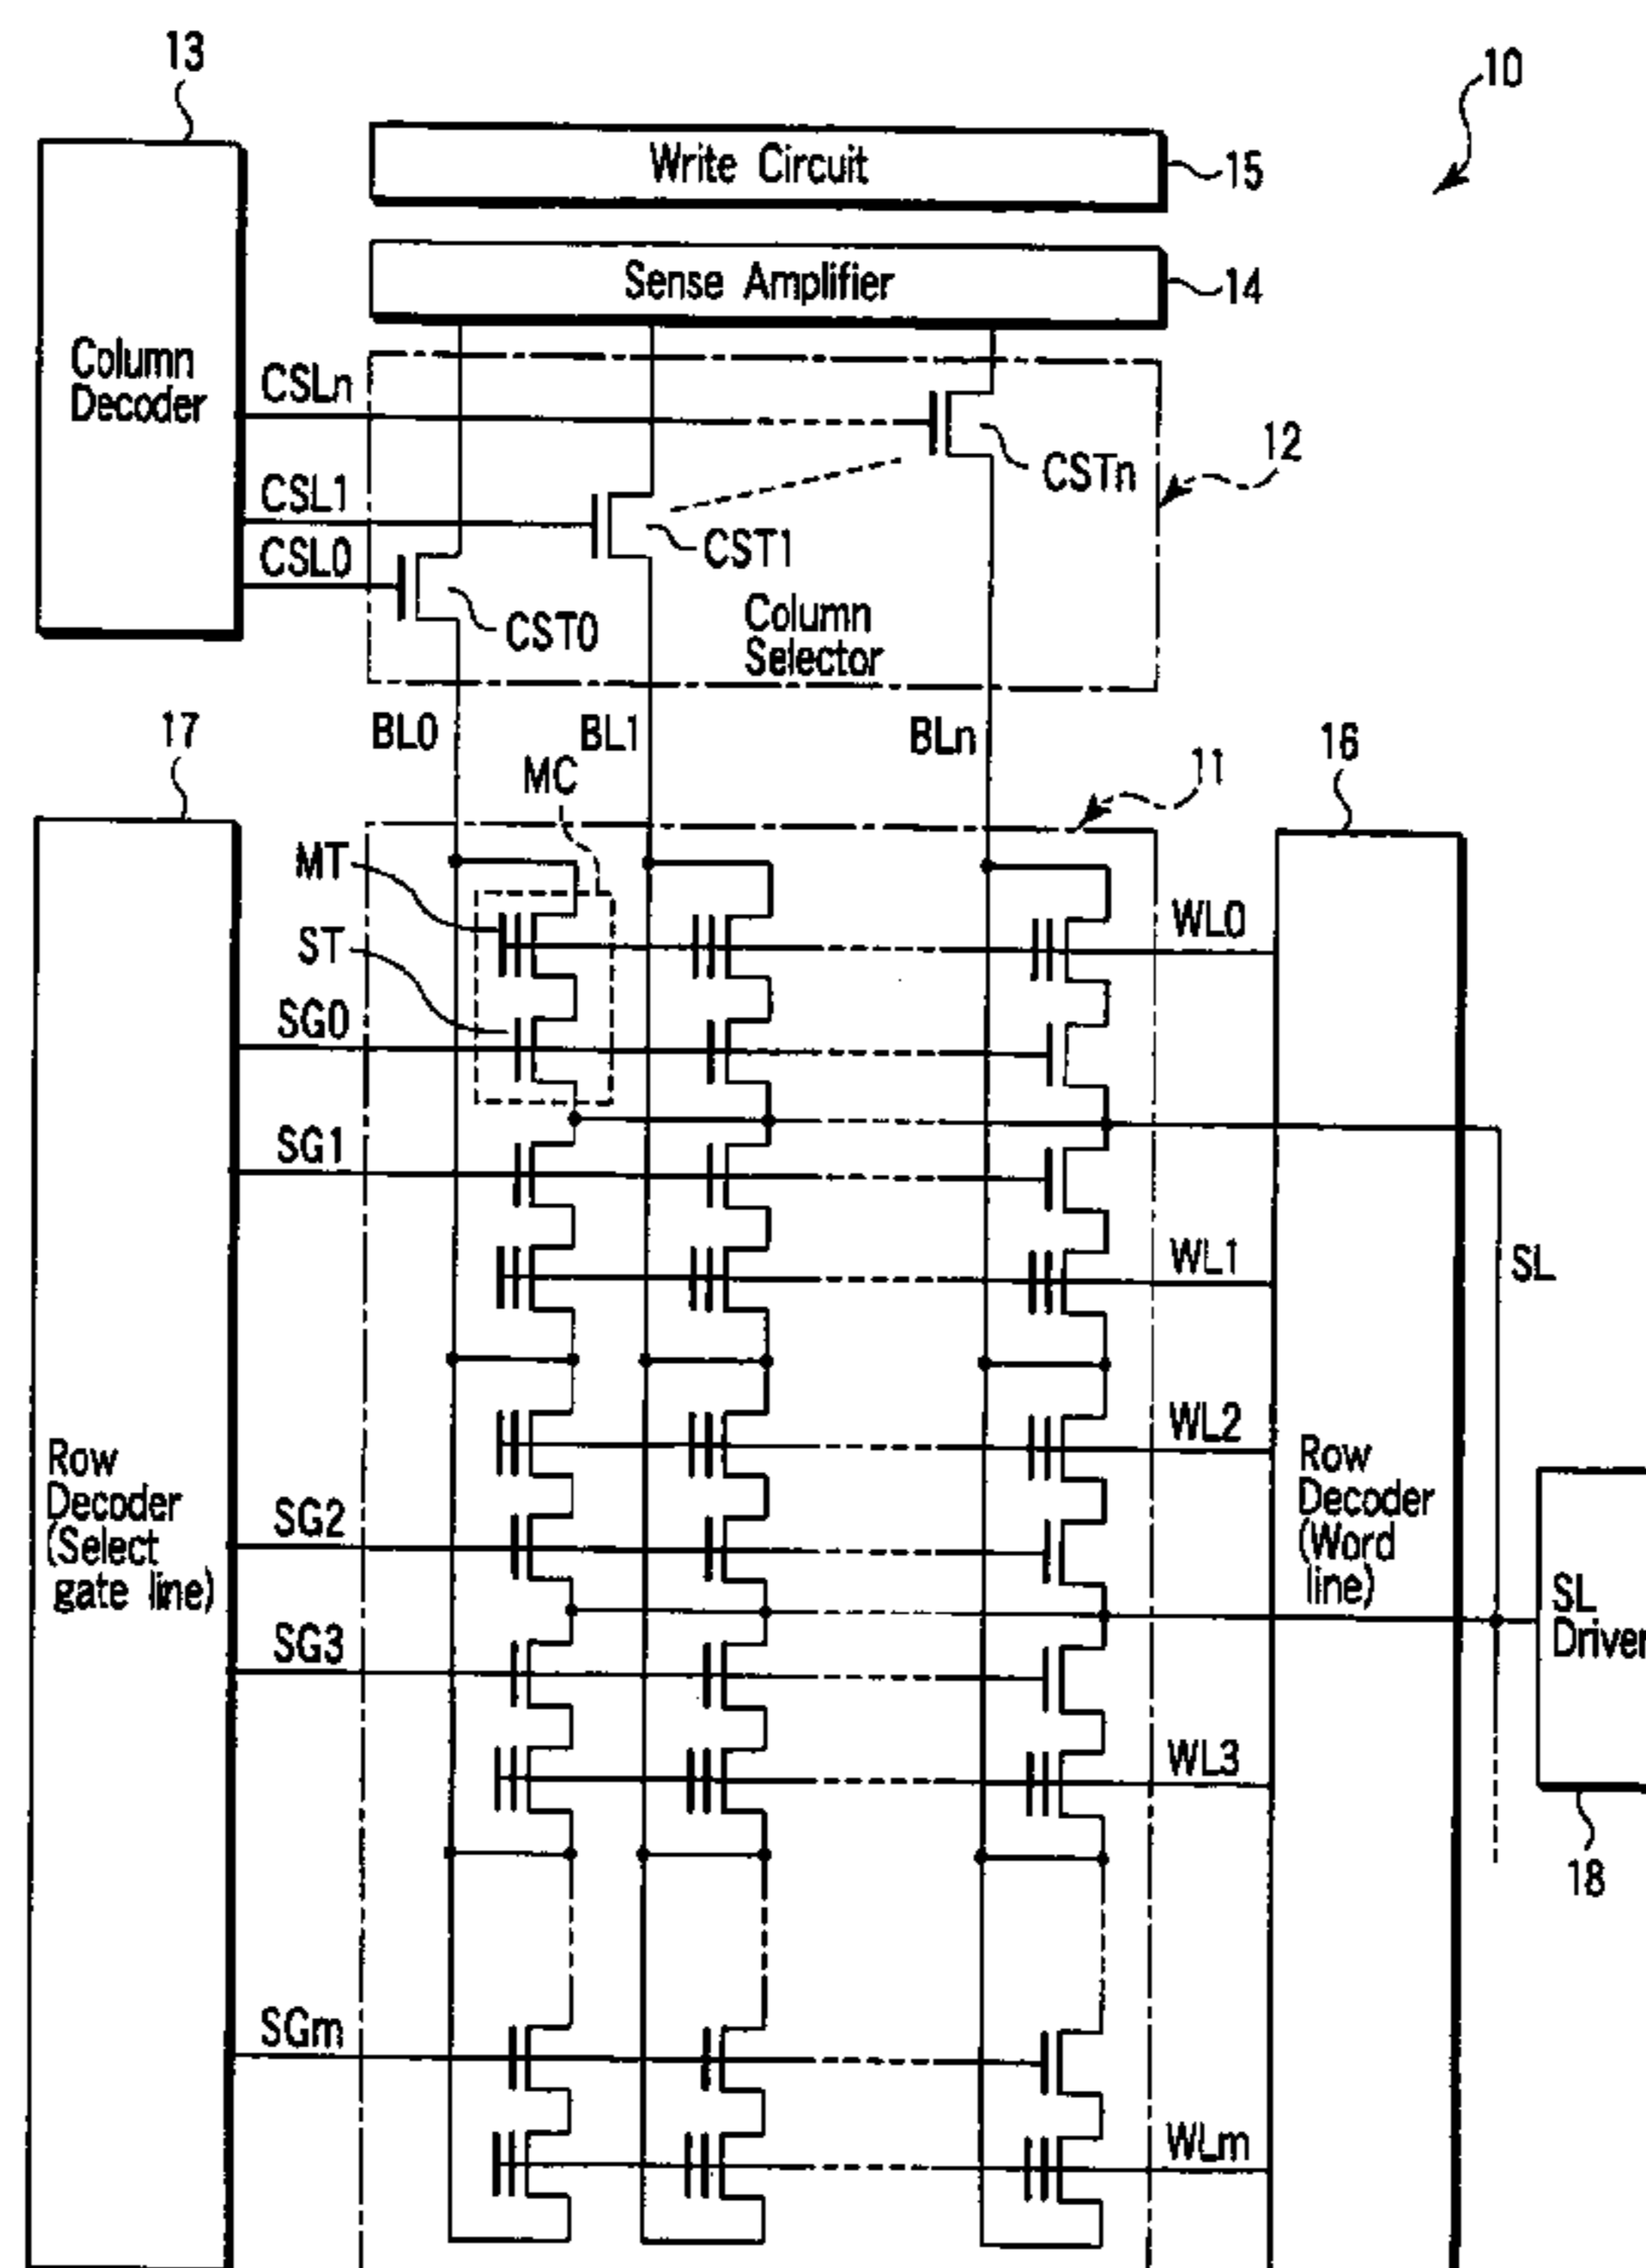 13
10
Write Circuit
15
Sense Amplifier
14
Column
Decoder
CSLn
12
CSTn
CSL1
CST1
CSL0
CST0
Column
Selector
17
BL0
BL1
BLn
16
MC
11
MT
WL0
ST
SG0
SG1
WL1
SL
WL2
Row
Decoder
(Select
gate line)
Row
Decoder
(Word
line)
SG2
SL
Driver
SG3
WL3
18
SGm
WLm